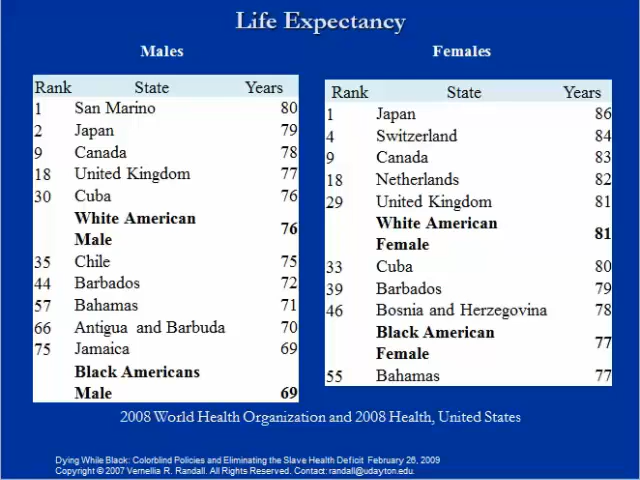 Life Expectancy
Males
Rank State Years
1 San Marino 80
2 Japan 79
9 Canada 78
18 United Kingdom 77
30 Cuba 76
White American
Male 76
35 Chile 75
44 Barbados 72
57 Bahamas 71
66 Antigua and Barbuda 70
75 Jamaica 69
Black Americans
Male 69
Females
Rank State Years
1 Japan 86
4 Switzerland 84
9 Canada 83
18 Netherlands 82
29 United Kingdom 81
White American
Female 81
33 Cuba 80
39 Barbados 79
46 Bosnia and Herzegovina 78
Black American
Female 77
55 Bahamas 77
2008 World Health Organization and 2008 Health, United States
Dying While Black: Colorblind Policies and Eliminating the Slave Health Deficit February 26, 2009
Copyright © 2007 Vernellia R. Randall. All Rights Reserved. Contact: randall@udayton.edu.